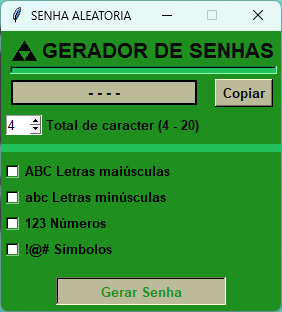 SENHA ALEATORIA
GERADOR DE SENHAS
- - - -
Copiar
4
Total de caracter (4 - 20)
ABC Letras maiúsculas
abc Letras minúsculas
123 Números
!@# Símbolos
Gerar Senha